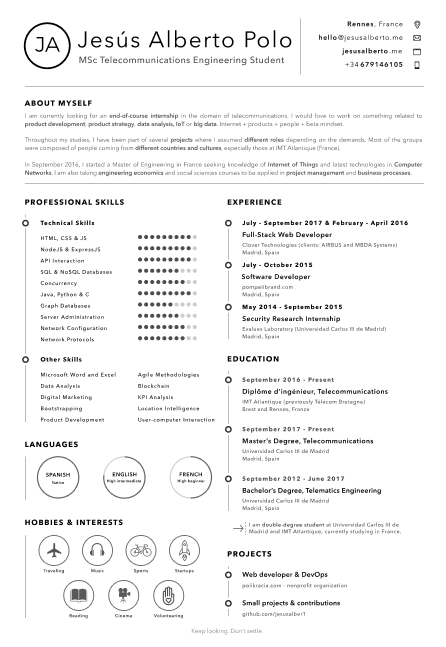 JA
Jesús Alberto Polo
MSc Telecommunications Engineering Student
Rennes, France
hello@jesusalberto.me
jesusalberto.me
+34 679146105
ABOUT MYSELF
I am currently looking for an end-of-course internship in the domain of telecommunications. I would love to work on something related to
product development, product strategy, data analysis, IoT or big data. Internet + products + people + beta mindset.
Throughout my studies, I have been part of several projects where I assumed different roles depending on the demands. Most of the groups
were composed of people coming from different countries and cultures, especially those at IMT Atlantique (France).
In September 2016, I started a Master of Engineering in France seeking knowledge of Internet of Things and latest technologies in Computer
Networks. I am also taking engineering economics and social sciences courses to be applied in project management and business processes.
PROFESSIONAL SKILLS
Technical Skills
HTML, CSS & JS
NodeJS & ExpressJS
API Interaction
SQL & NoSQL Databases
Concurrency
Java, Python & C
Graph Databases
Server Administration
Network Configuration
Network Protocols
Other Skills
Microsoft Word and Excel
Agile Methodologies
Data Analysis
Blockchain
Digital Marketing
KPI Analysis
Bootstrapping
Location Intelligence
Product Development
User-computer Interaction
LANGUAGES
SPANISH
Native
ENGLISH
High intermediate
FRENCH
High beginner
HOBBIES & INTERESTS
Traveling
Music
Sports
Startups
Reading
Cinema
Volunteering
EXPERIENCE
July - September 2017 & February - April 2016
Full-Stack Web Developer
Clover Technologies (clients: AIRBUS and MBDA Systems)
Madrid, Spain
July - October 2015
Software Developer
pompeiibrand.com
Madrid, Spain
May 2014 - September 2015
Security Research Internship
Evalues Laboratory (Universidad Carlos III de Madrid)
Madrid, Spain
EDUCATION
September 2016 - Present
Diplôme d'ingénieur, Telecommunications
IMT Atlantique (previously Télécom Bretagne)
Brest and Rennes, France
September 2017 - Present
Master's Degree, Telecommunications
Universidad Carlos III de Madrid
Madrid, Spain
September 2012 - June 2017
Bachelor's Degree, Telematics Engineering
Universidad Carlos III de Madrid
Madrid, Spain
I am double-degree student at Universidad Carlos III de
Madrid and IMT Atlantique, currently studying in France.
PROJECTS
Web developer & DevOps
polikracia.com - nonprofit organization
Small projects & contributions
github.com/jesusalber1
Keep looking. Don't settle.